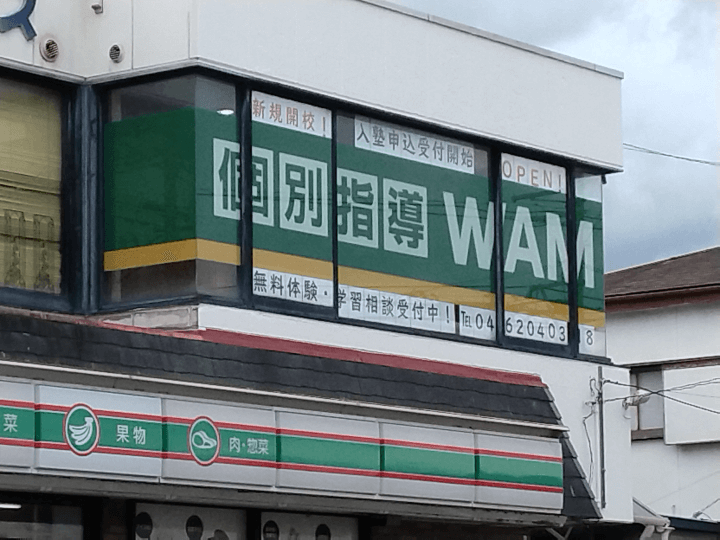 新規開校！
入塾申込受付開始
OPEN！
個別指導 WAM
無料体験・学習相談受付中！
TEL 04
620403
8
菜
果物
肉・惣菜